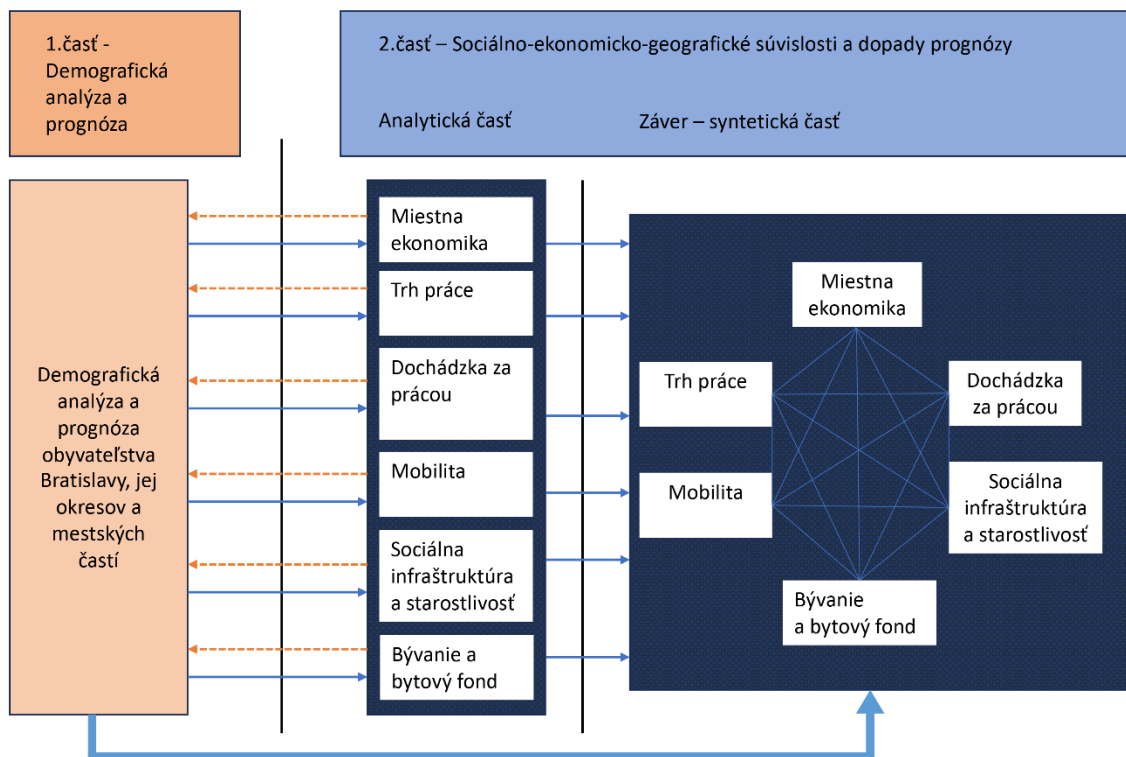 1.časť -
Demografická
analýza a
prognóza
2.časť – Sociálno-ekonomicko-geografické súvislosti a dopady prognózy
Analytická časť
Záver – syntetická časť
Demografická
analýza a
prognóza
obyvateľstva
Bratislavy, jej
okresov a
mestských
častí
Miestna
ekonomika
Trh práce
Dochádzka za
prácou
Mobilita
Sociálna
infraštruktúra
a starostlivosť
Bývanie a
bytový fond
Miestna
ekonomika
Trh práce
Dochádzka
za prácou
Mobilita
Sociálna
infraštruktúra
a starostlivosť
Bývanie
a bytový fond